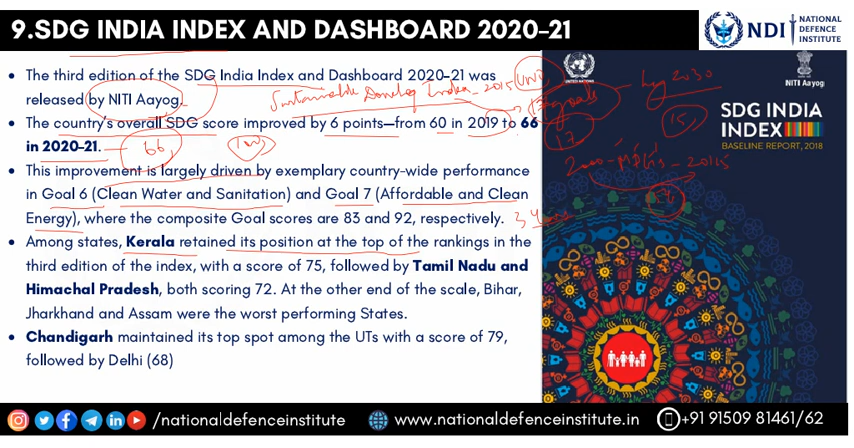 9.SDG INDIA INDEX AND DASHBOARD 2020-21
NDI
NATIONAL
DEFENCE
INSTITUTE
• The third edition of the SDG India Index and Dashboard 2020-21 was
released by NITI Aayog.
• The country's overall SDG score improved by 6 points—from 60 in 2019 to 66
in 2020-21.
66
100
• This improvement is largely driven by exemplary country-wide performance
in Goal 6 (Clean Water and Sanitation) and Goal 7 (Affordable and Clean
Energy), where the composite Goal scores are 83 and 92, respectively.
• Among states, Kerala retained its position at the top of the rankings in the
third edition of the index, with a score of 75, followed by Tamil Nadu and
Himachal Pradesh, both scoring 72. At the other end of the scale, Bihar,
Jharkhand and Assam were the worst performing States.
• Chandigarh maintained its top spot among the UTs with a score of 79,
followed by Delhi (68)
by 2030
17
15
NITI Aayog
SDG INDIA
INDEX
BASELINE REPORT, 2018
/nationaldefenceinstitute
www.nationaldefenceinstitute.in
+91 91509 81461/62